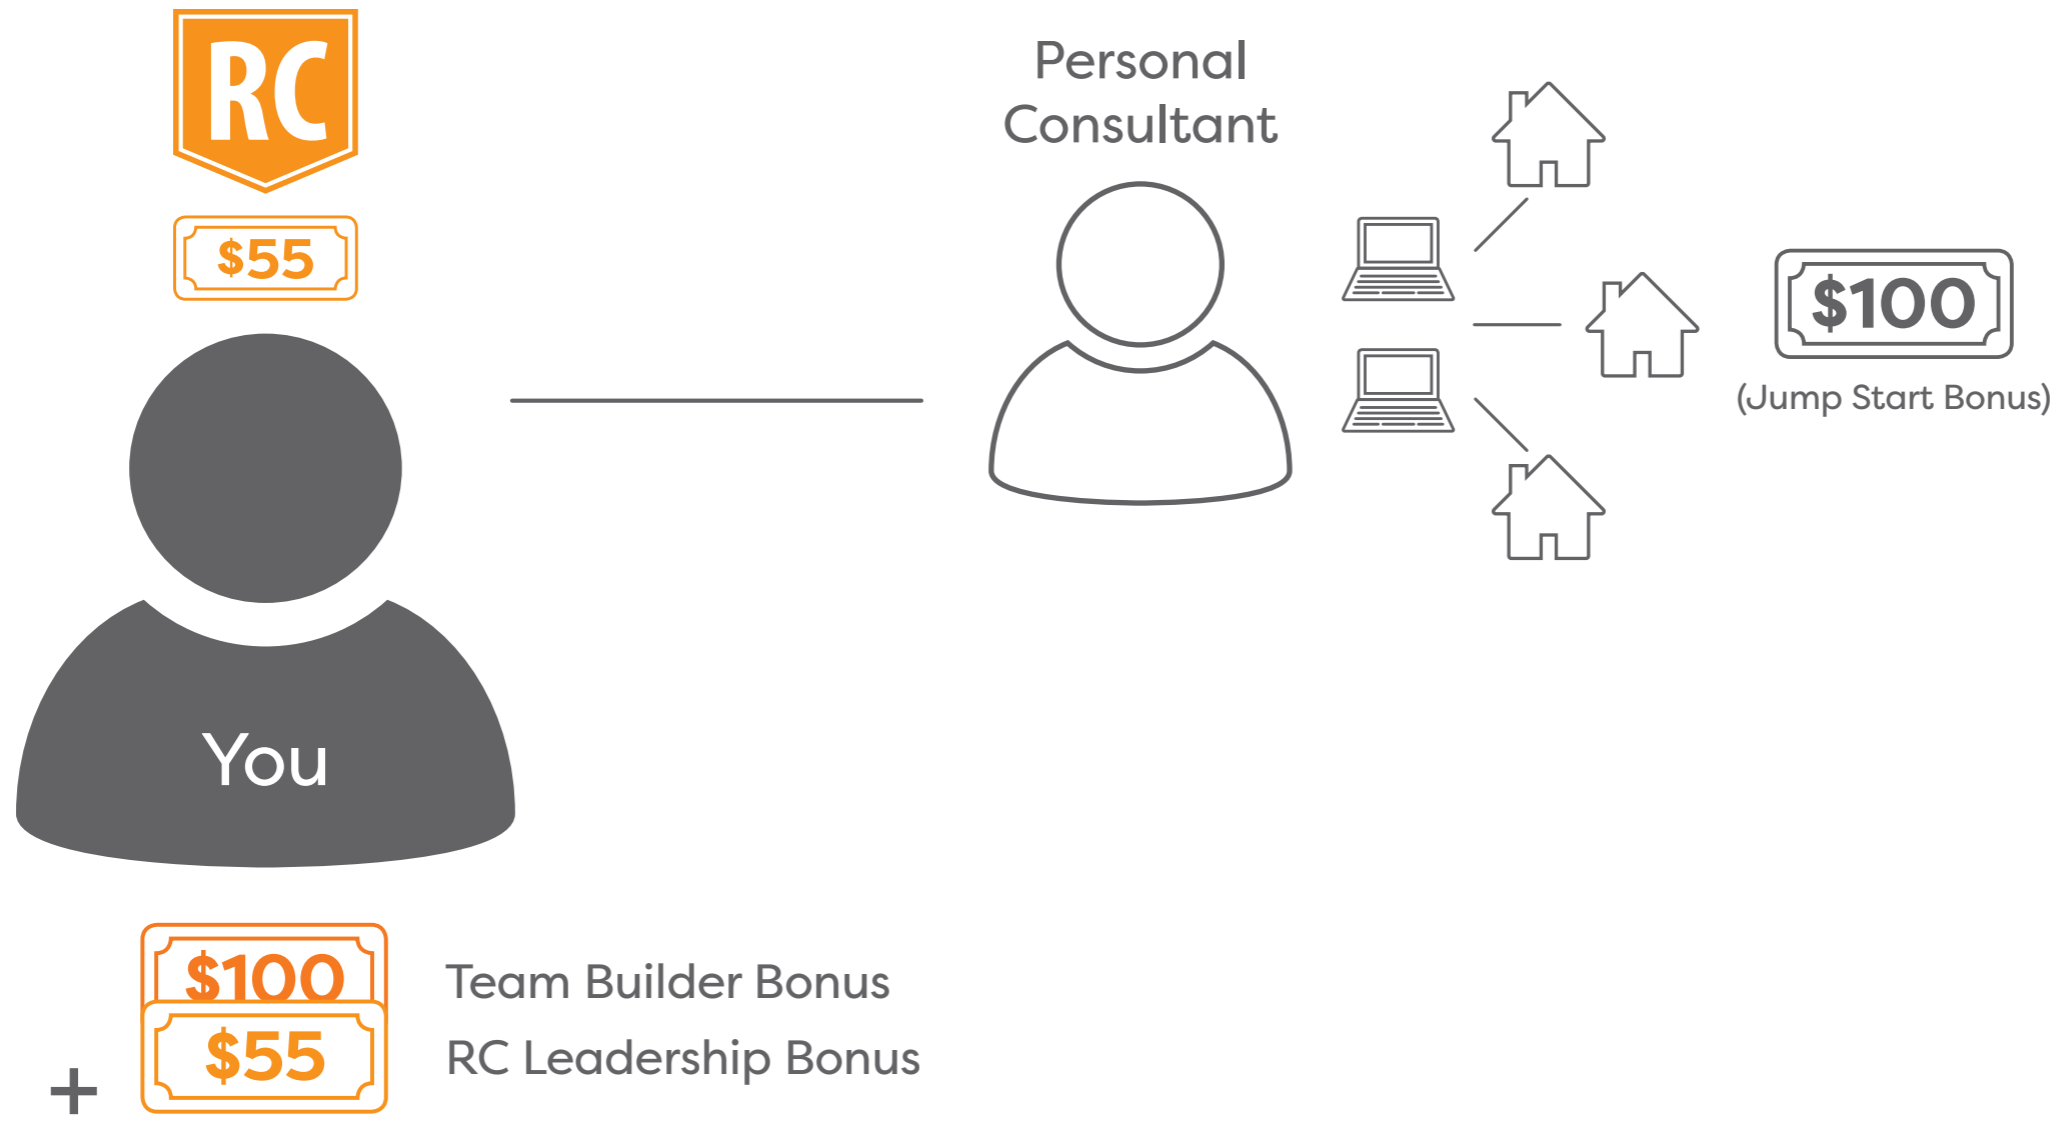 RC
$55
You
Personal
Consultant
$100
(Jump Start Bonus)
$100 Team Builder Bonus
+ $55 RC Leadership Bonus